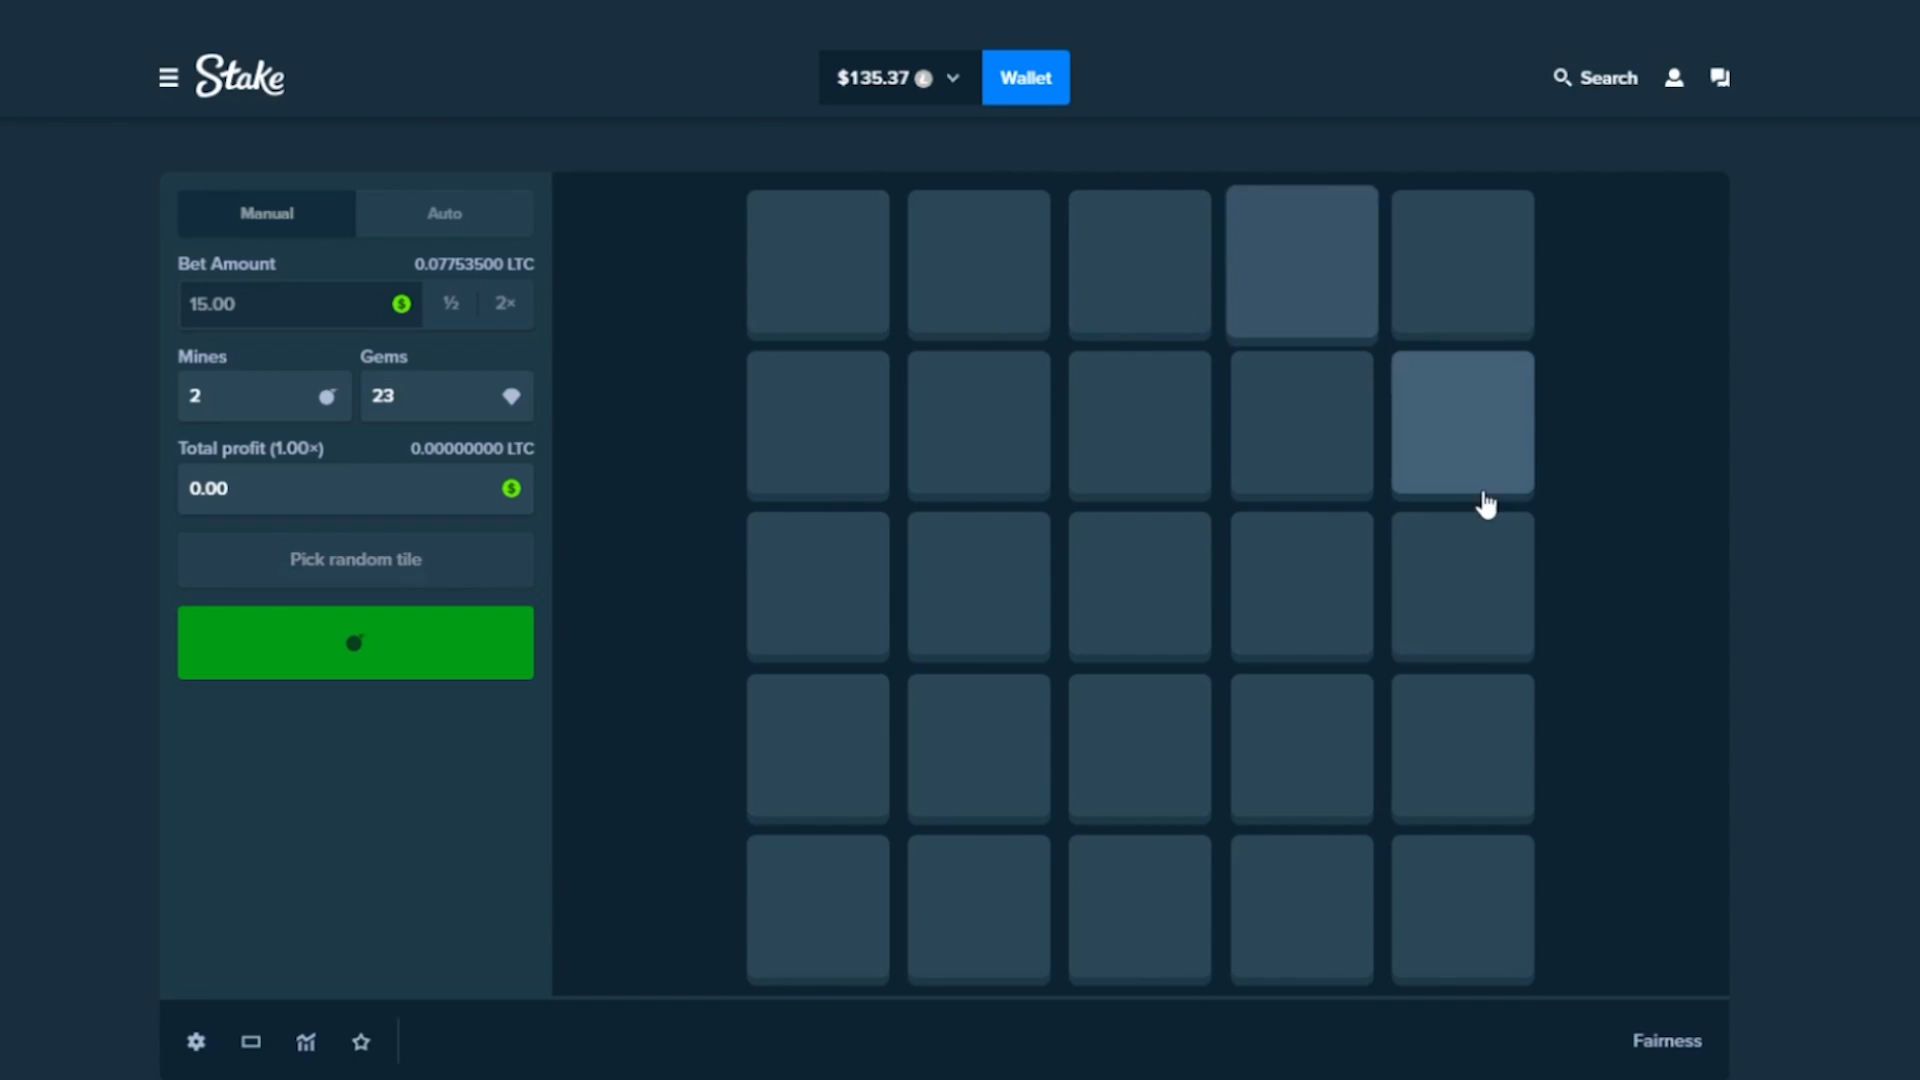 Stake
$135.37
Wallet
Search
Manual
Auto
Bet Amount
0.07753500 LTC
15.00
½
2×
Mines
Gems
2
23
Total profit (1.00×)
0.00000000 LTC
0.00
Pick random tile
Fairness